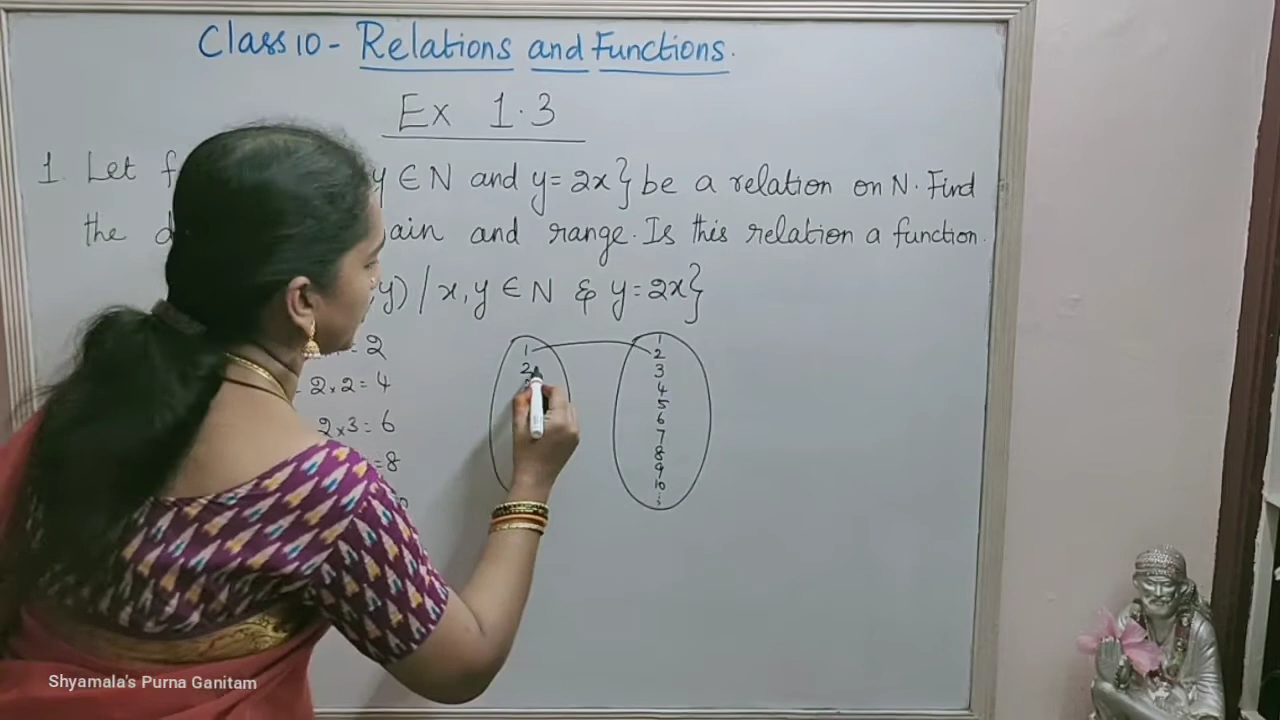 Class 10 - Relations and Functions.
Ex 1.3
1. Let f y ∈ N and y = 2x} be a relation on N. Find
the d ain and range. Is this relation a function.
y) / x, y ∈ N & y = 2x}
= 2
2 × 2 = 4
2 × 3 = 6
= 8
1
2
1
2
3
4
5
6
7
8
9
10
Shyamala's Purna Ganitam